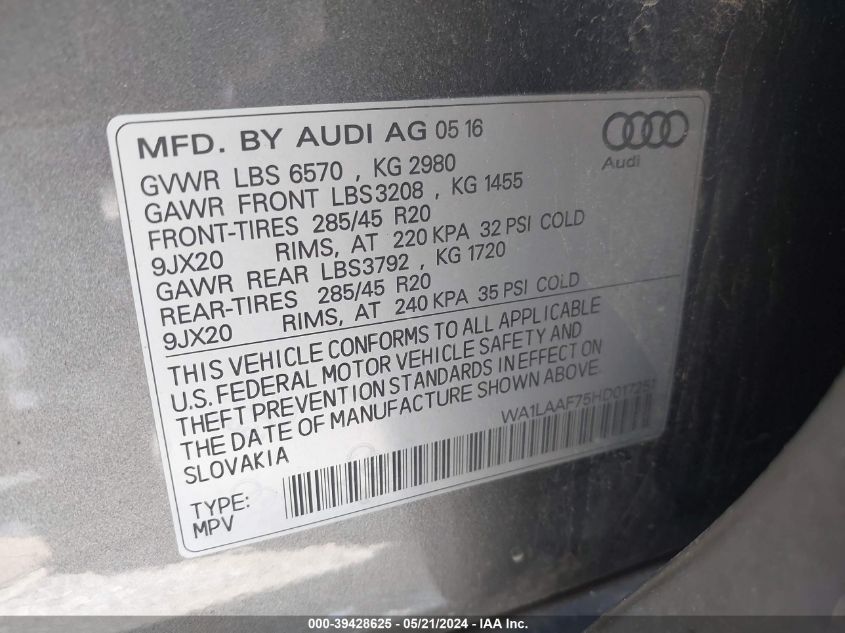 MFD. BY AUDI AG 05 16
Audi
GVWR LBS 6570 , KG 2980
GAWR FRONT LBS3208 , KG 1455
FRONT-TIRES 285/45 R20
9JX20 RIMS, AT 220 KPA 32 PSI COLD
GAWR REAR LBS3792 , KG 1720
REAR-TIRES 285/45 R20
9JX20 RIMS, AT 240 KPA 35 PSI COLD
THIS VEHICLE CONFORMS TO ALL APPLICABLE
U.S. FEDERAL MOTOR VEHICLE SAFETY AND
THEFT PREVENTION STANDARDS IN EFFECT ON
THE DATE OF MANUFACTURE SHOWN ABOVE.
SLOVAKIA
TYPE:
MPV
000-39428625 - 05/21/2024 - IAA Inc.